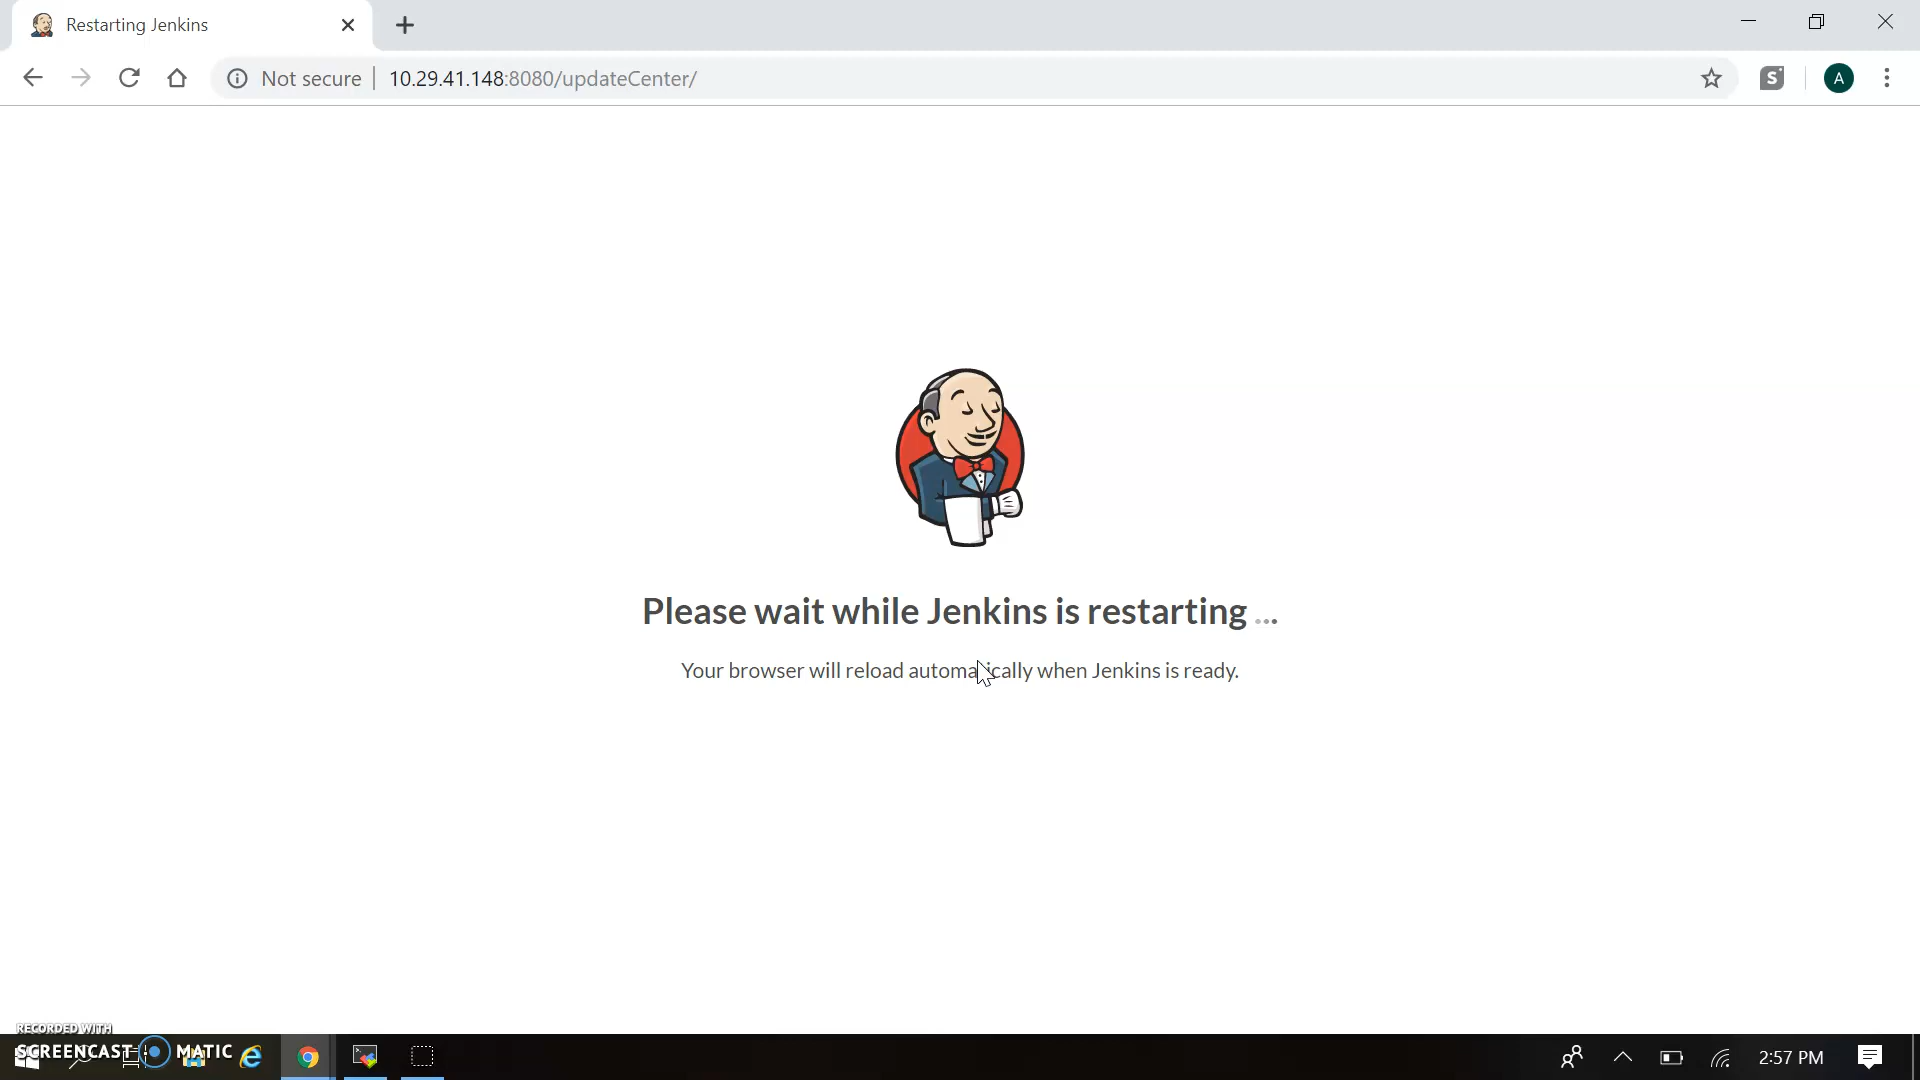 Restarting Jenkins
Not secure
10.29.41.148:8080/updateCenter/
S
A
Please wait while Jenkins is restarting ...
Your browser will reload automatically when Jenkins is ready.
RECORDED WITH
SCREENCAST MATIC
2:57 PM